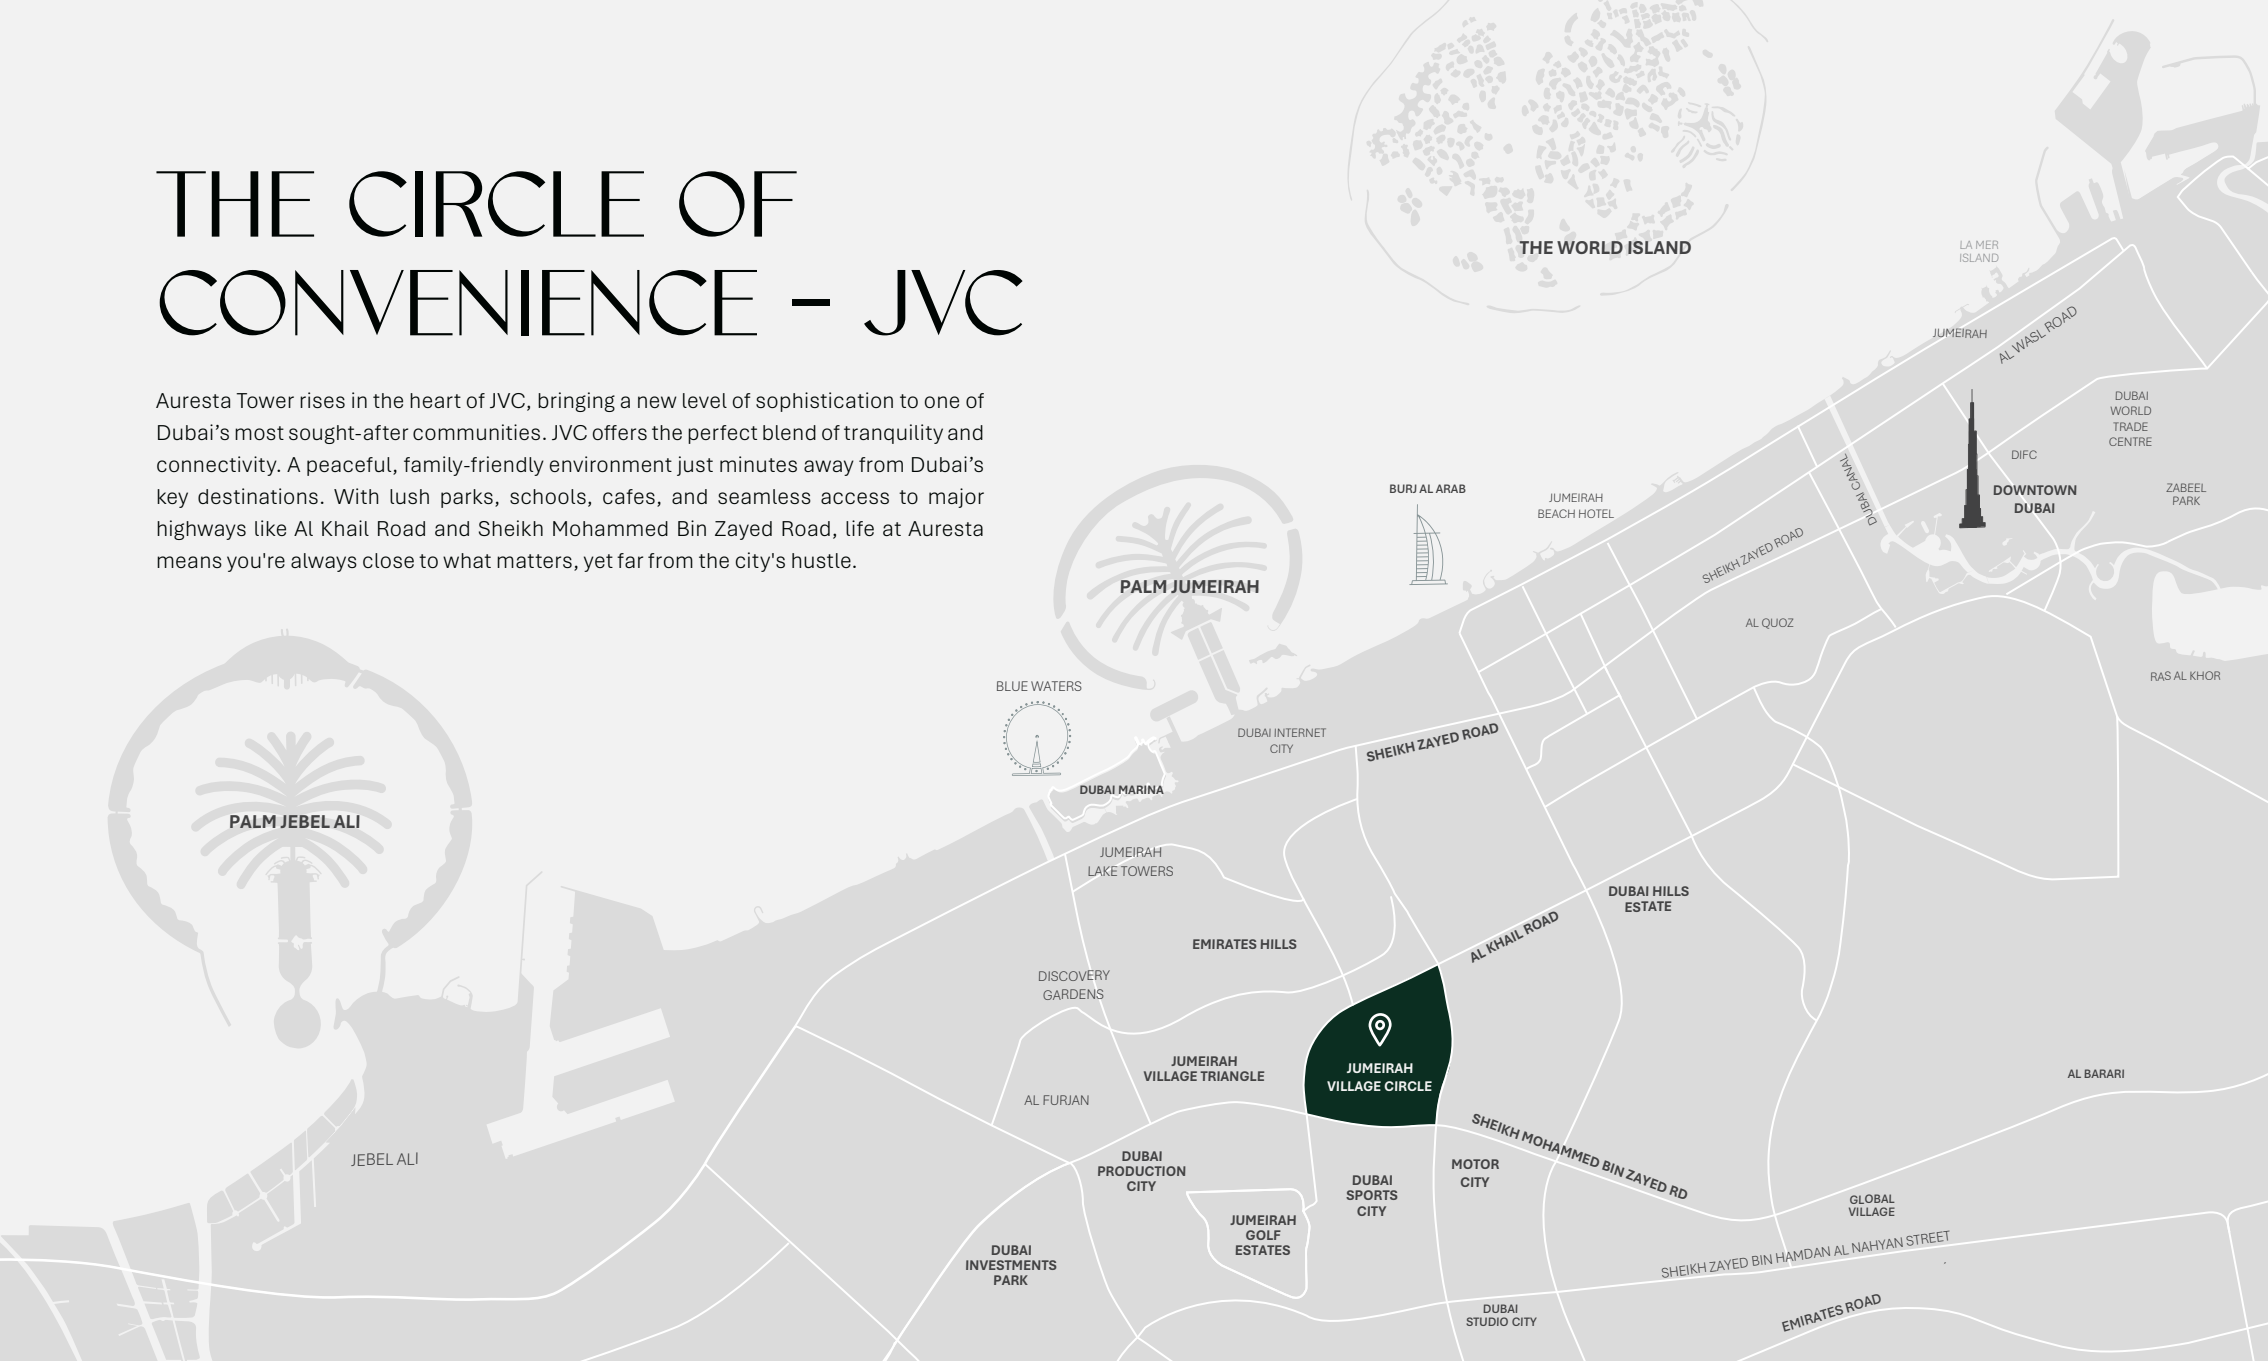 THE CIRCLE OF
CONVENIENCE – JVC
Auresta Tower rises in the heart of JVC, bringing a new level of sophistication to one of
Dubai’s most sought-after communities. JVC offers the perfect blend of tranquility and
connectivity. A peaceful, family-friendly environment just minutes away from Dubai’s
key destinations. With lush parks, schools, cafes, and seamless access to major
highways like Al Khail Road and Sheikh Mohammed Bin Zayed Road, life at Auresta
means you're always close to what matters, yet far from the city's hustle.
THE WORLD ISLAND
LA MER
ISLAND
JUMEIRAH
AL WASL ROAD
DUBAI
WORLD
TRADE
CENTRE
DIFC
DOWNTOWN
DUBAI
ZABEEL
PARK
DUBAI CANAL
BURJ AL ARAB
JUMEIRAH
BEACH HOTEL
SHEIKH ZAYED ROAD
PALM JUMEIRAH
AL QUOZ
RAS AL KHOR
BLUE WATERS
DUBAI INTERNET
CITY
SHEIKH ZAYED ROAD
DUBAI MARINA
PALM JEBEL ALI
JUMEIRAH
LAKE TOWERS
DUBAI HILLS
ESTATE
AL KHAIL ROAD
EMIRATES HILLS
DISCOVERY
GARDENS
JUMEIRAH
VILLAGE TRIANGLE
JUMEIRAH
VILLAGE CIRCLE
AL BARARI
AL FURJAN
SHEIKH MOHAMMED BIN ZAYED RD
JEBEL ALI
DUBAI
PRODUCTION
CITY
DUBAI
SPORTS
CITY
MOTOR
CITY
GLOBAL
VILLAGE
JUMEIRAH
GOLF
ESTATES
DUBAI
INVESTMENTS
PARK
SHEIKH ZAYED BIN HAMDAN AL NAHYAN STREET
DUBAI
STUDIO CITY
EMIRATES ROAD